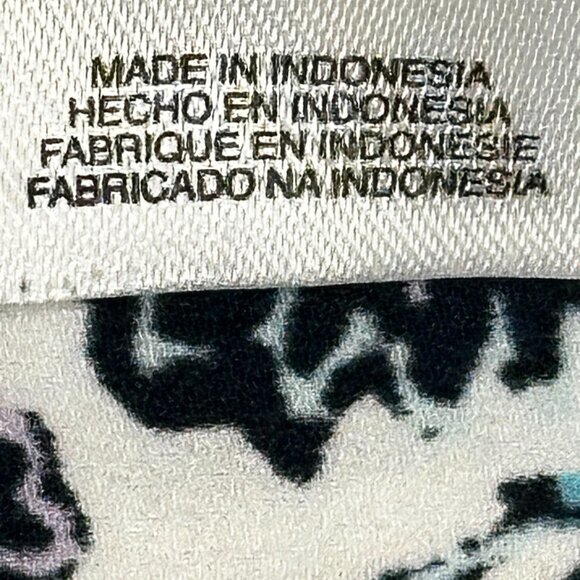 MADE IN INDONESIA
HECHO EN INDONESIA
FABRIQUE EN INDONESIE
FABRICADO NA INDONESIA